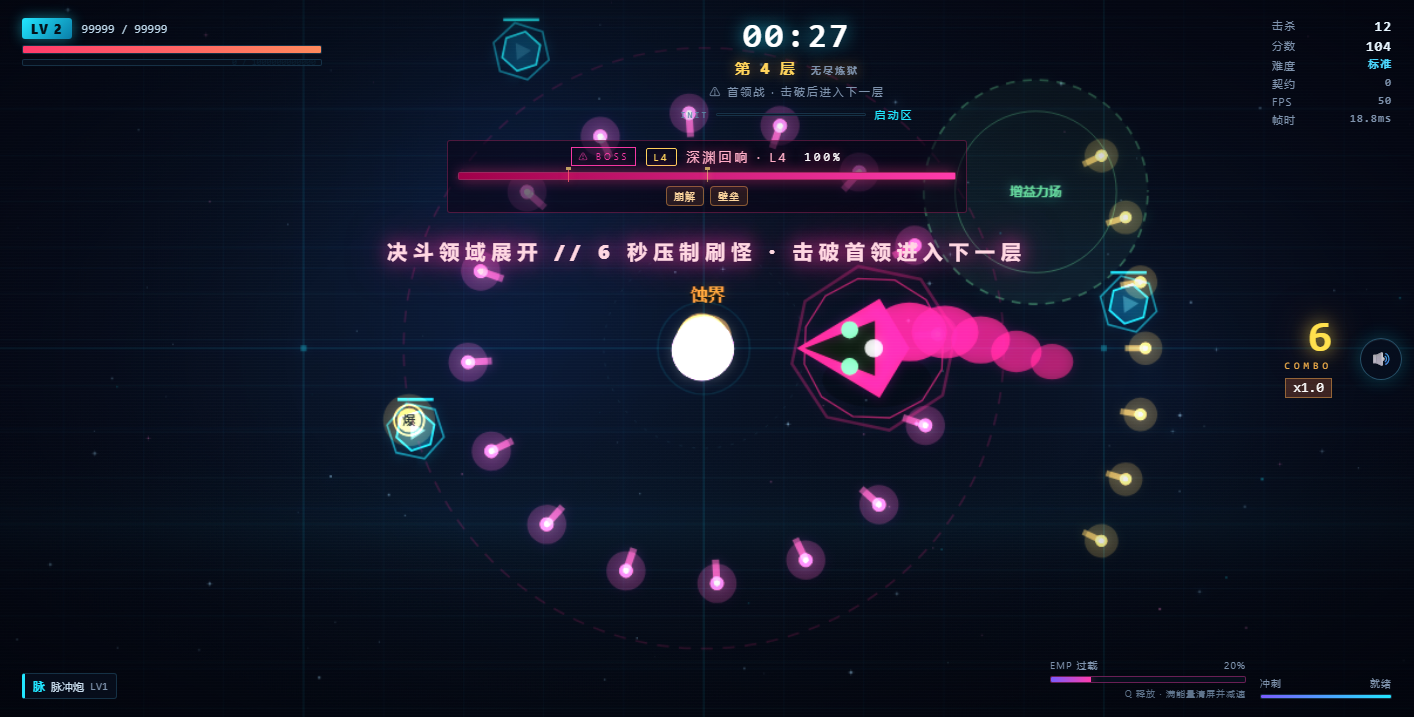 LV 2 99999 / 99999
00:27
第 4 层 无尽炼狱
⚠ 首领战 · 击破后进入下一层
启动区
击杀 12
分数 104
难度 标准
契约 0
FPS 50
帧时 18.8ms
⚠ BOSS L4 深渊回响 · L4 100%
崩解 壁垒
增益力场
决斗领域展开 // 6 秒压制刷怪 · 击破首领进入下一层
蚀界
6
COMBO
x1.0
爆
脉 脉冲炮 LV1
EMP 过载 20%
Q 释放 · 满能量清屏并减速
冲刺 就绪